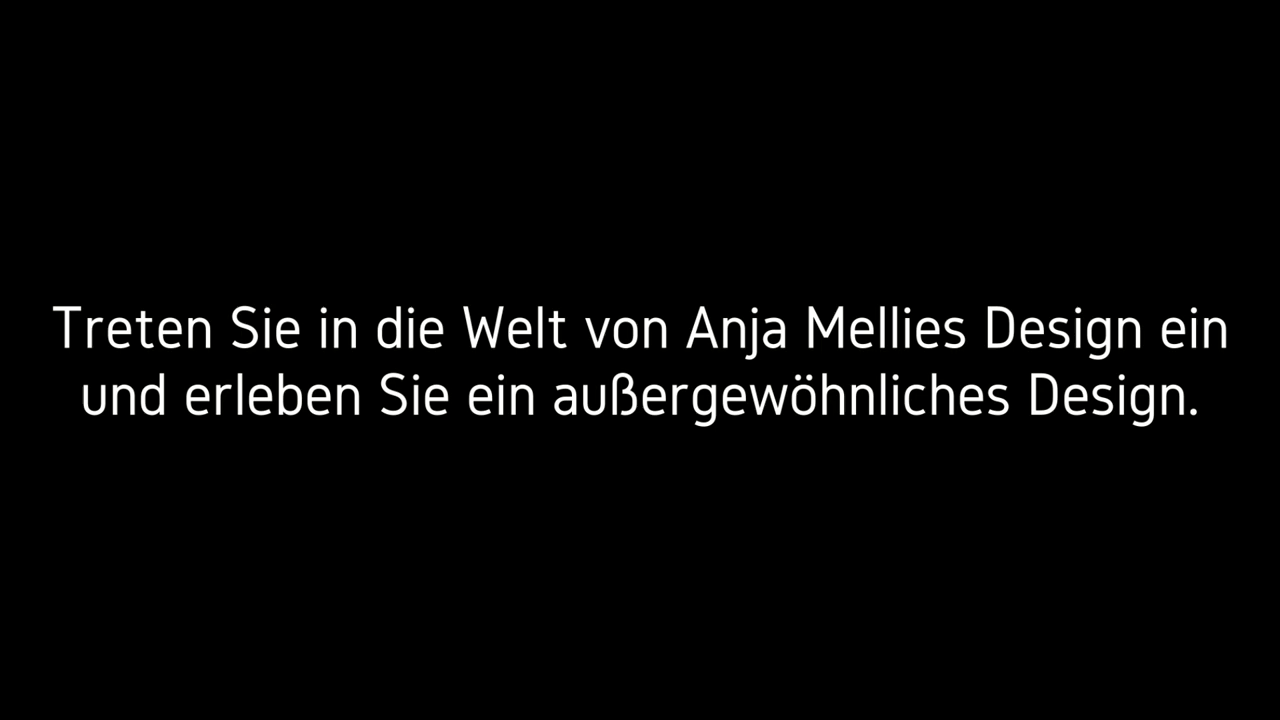 Treten Sie in die Welt von Anja Mellies Design ein
und erleben Sie ein außergewöhnliches Design.